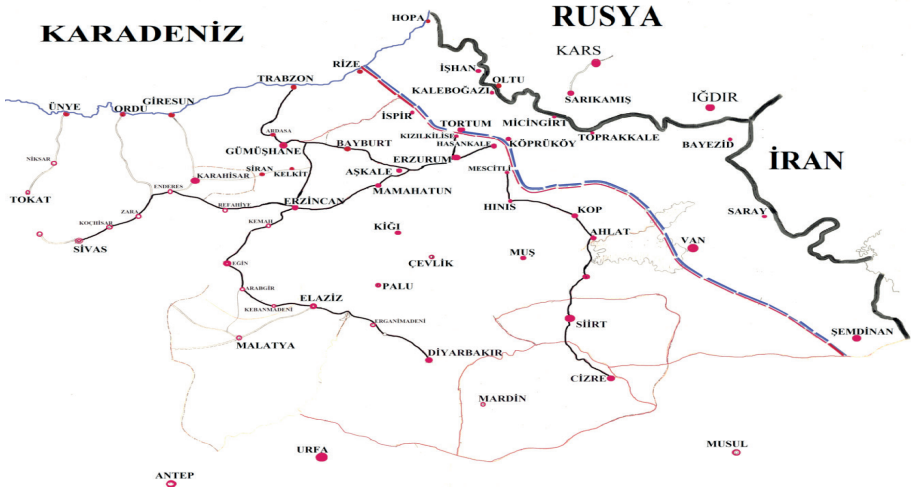 RUSYA
HOPA
KARADENİZ
KARS
RİZE
İŞHAN
OLTU
TRABZON
KALEBOĞAZI
SARIKAMIŞ
IĞDIR
ÜNYE
ORDU
GİRESUN
İSPİR
TORTUM
MİCİNGİRT
ARDASA
KIZILKİLİSE
TOPRAKKALE
GÜMÜŞHANE
BAYBURT
HASANKALE
KÖPRÜKÖY
BAYEZİD
İRAN
NİKSAR
ŞİRAN
KELKİT
AŞKALE
ERZURUM
MESCİTLİ
KARAHİSAR
ENDERES
MAMAHATUN
TOKAT
REFAHİYE
ERZİNCAN
HINIS
ZARA
KOÇHİSAR
KEMAH
KOP
SARAY
SİVAS
KİĞI
AHLAT
VAN
EĞİN
ÇEVLİK
MUŞ
ARABGİR
PALU
KEBANMADENİ
ELAZİZ
SİİRT
ŞEMDİNAN
ERGANİMADENİ
MALATYA
DİYARBAKIR
CİZRE
MARDİN
URFA
MUSUL
ANTEP